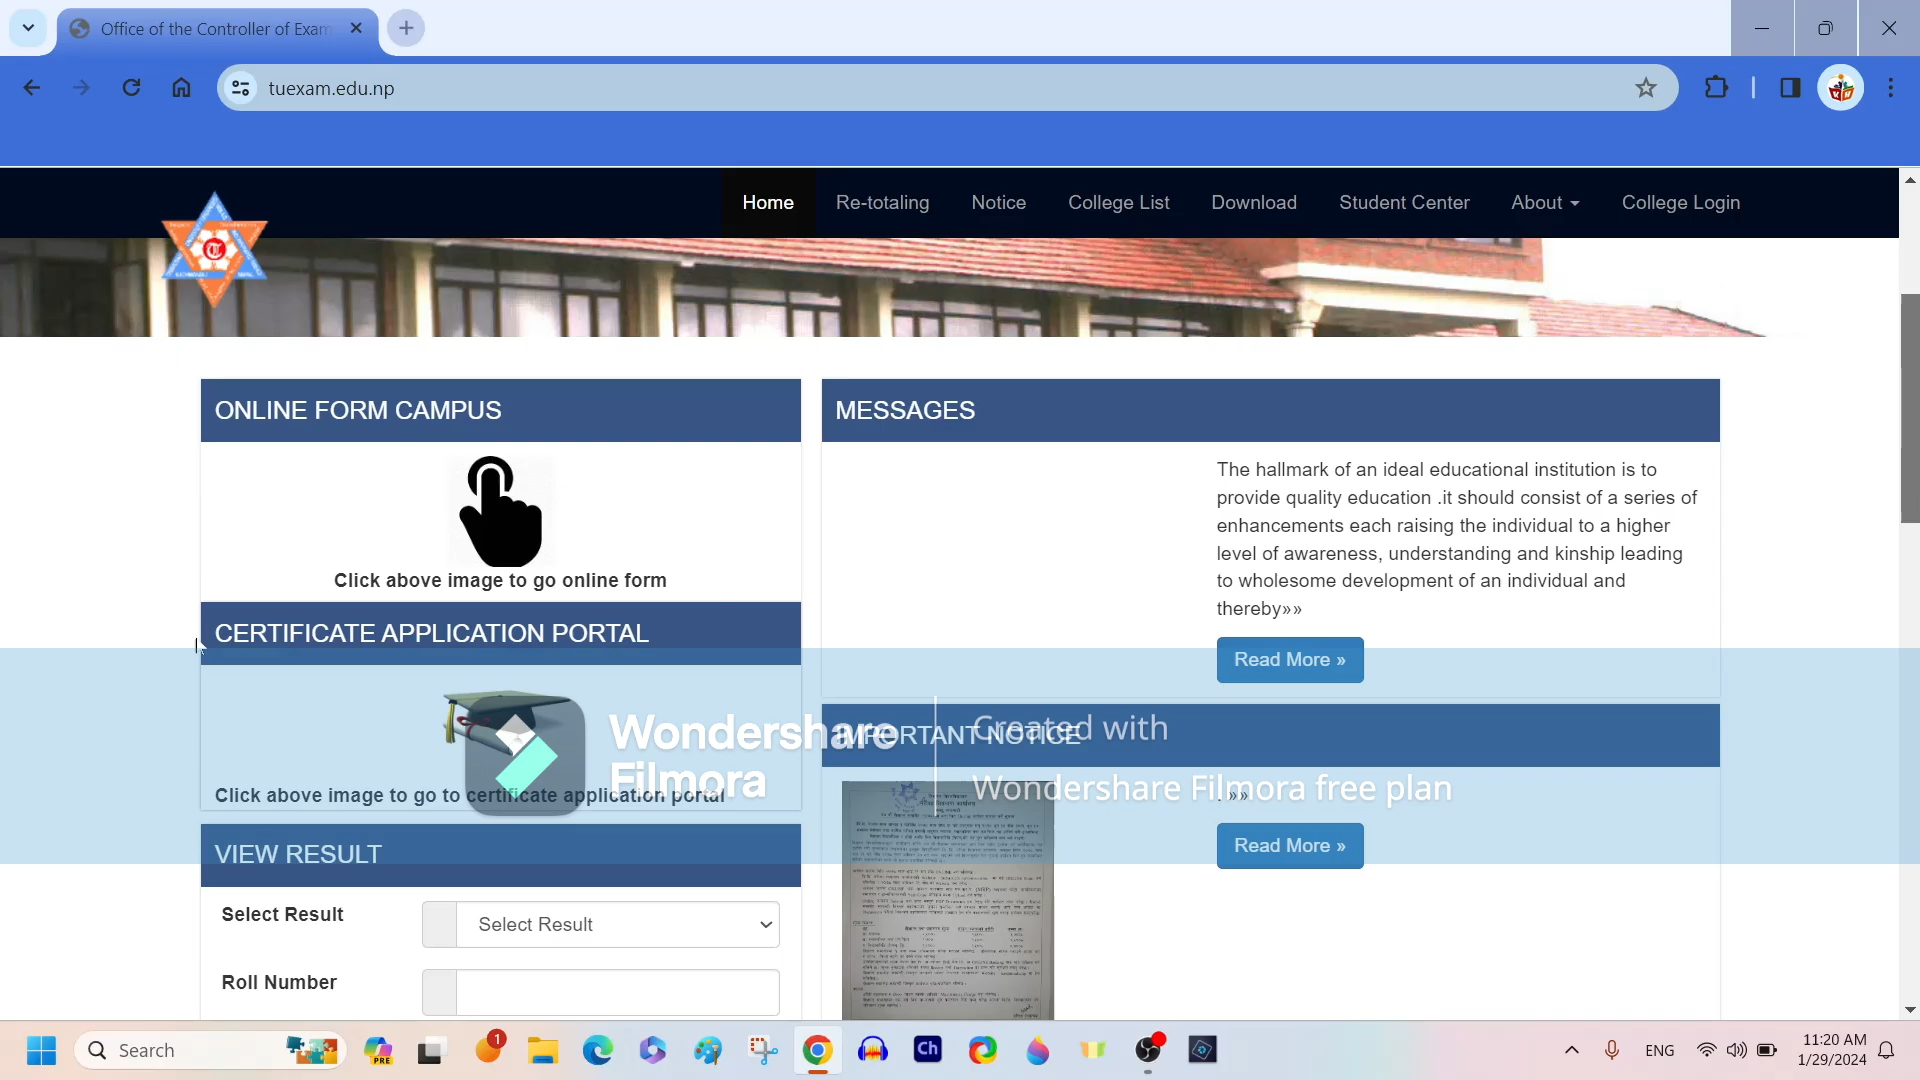 Office of the Controller of Exam
tuexam.edu.np
Home
Re-totaling
Notice
College List
Download
Student Center
About
College Login
ONLINE FORM CAMPUS
Click above image to go online form
CERTIFICATE APPLICATION PORTAL
Click above image to go to certificate application portal
VIEW RESULT
Select Result
Select Result
Roll Number
MESSAGES
The hallmark of an ideal educational institution is to
provide quality education .it should consist of a series of
enhancements each raising the individual to a higher
level of awareness, understanding and kinship leading
to wholesome development of an individual and
thereby»»
Read More »
IMPORTANT NOTICE
. »»
Read More »
Wondershare
Filmora
Created with
Wondershare Filmora free plan
Search
PRE
1
Ch
ENG
11:20 AM
1/29/2024